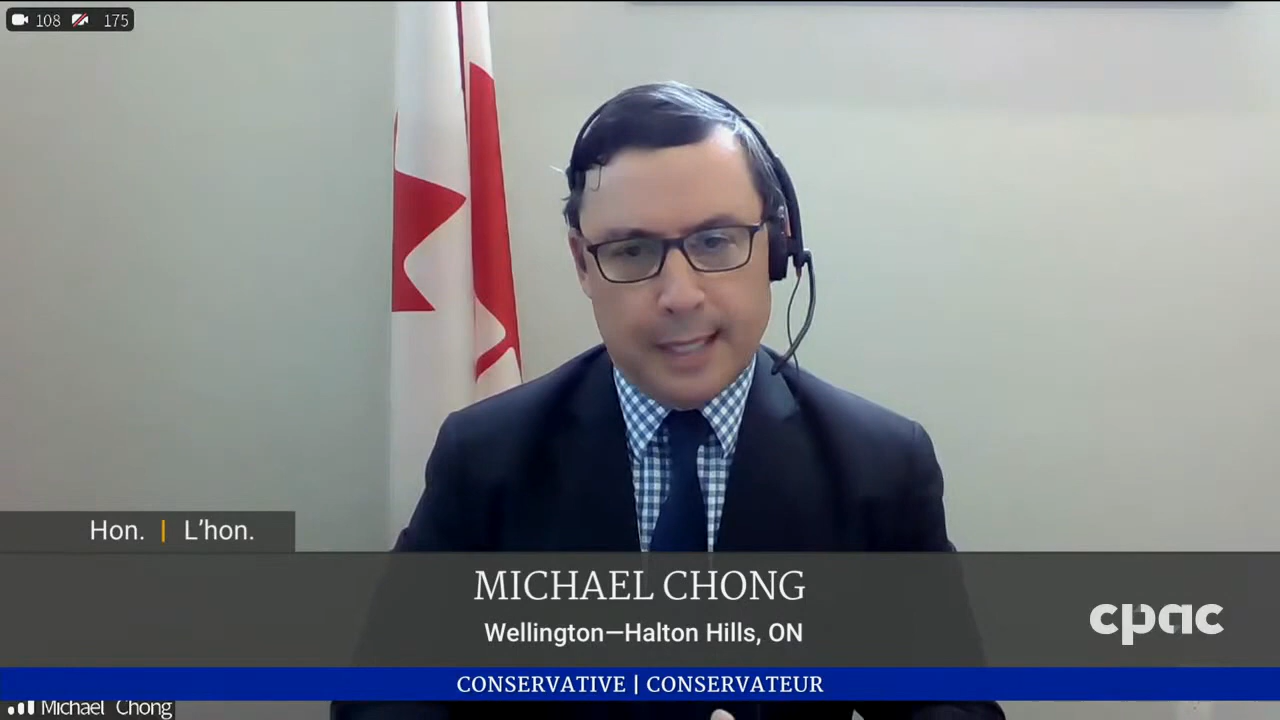 108 175
Hon. | L’hon.
MICHAEL CHONG
Wellington—Halton Hills, ON
cpac
CONSERVATIVE | CONSERVATEUR
Michael Chong